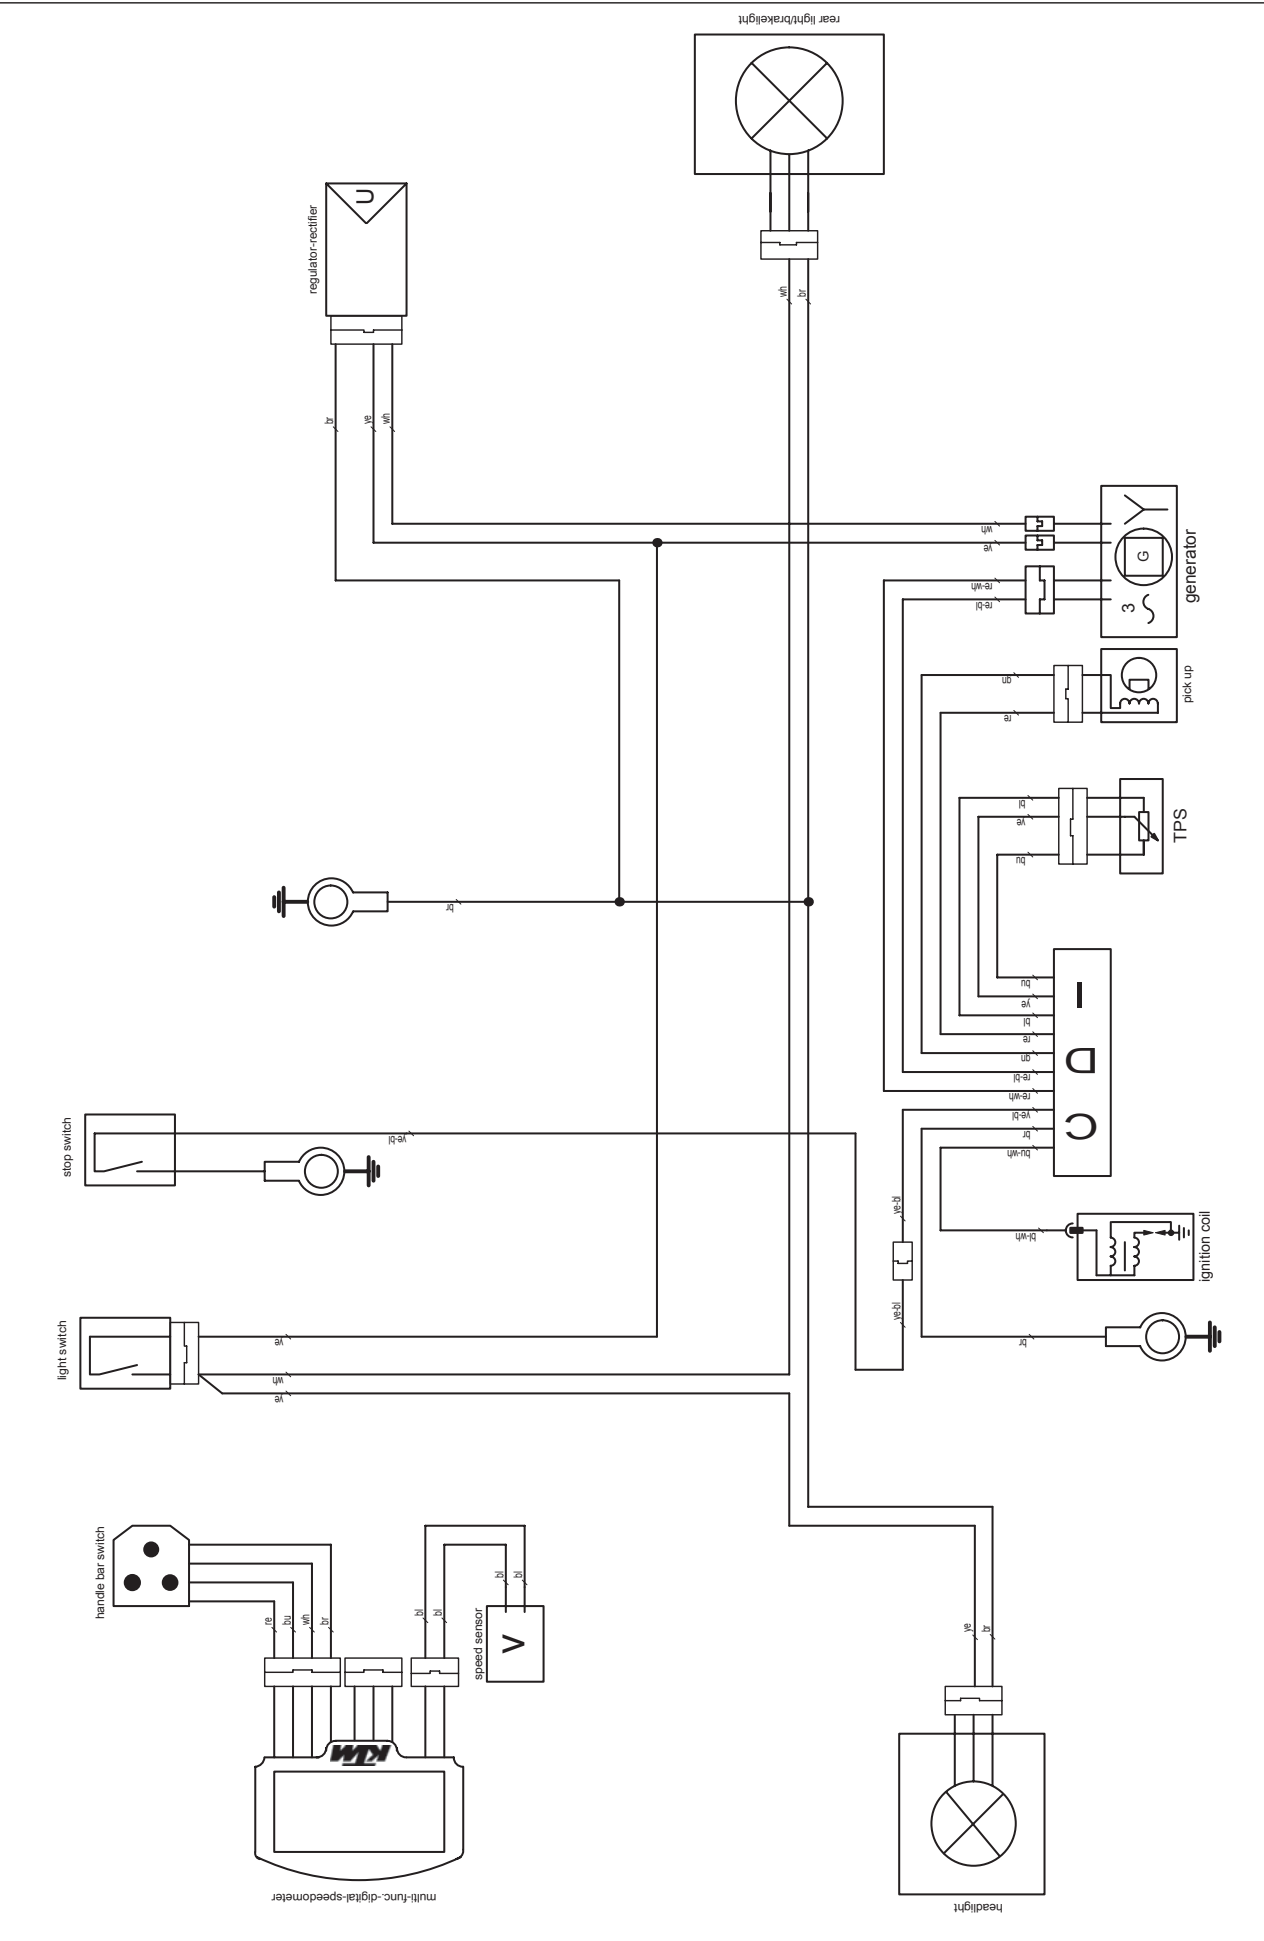 rear light/brakelight
regulator-rectifier
U
wh
br
br
ye
wh
wh
ye
re-wh
re-bl
G
3
generator
gn
re
pick up
bl
ye
bu
TPS
br
bu
ye
bl
re
gn
re-bl
re-wh
ye-bl
br
bu-wh
C D I
stop switch
ye-bl
ye-bl
ye-bl
bl-wh
ignition coil
br
light switch
ye
wh
ye
handle bar switch
re
bu
wh
br
bl
bl
bl
bl
speed sensor
V
ye
br
KTM
multi-func.-digital-speedometer
headlight